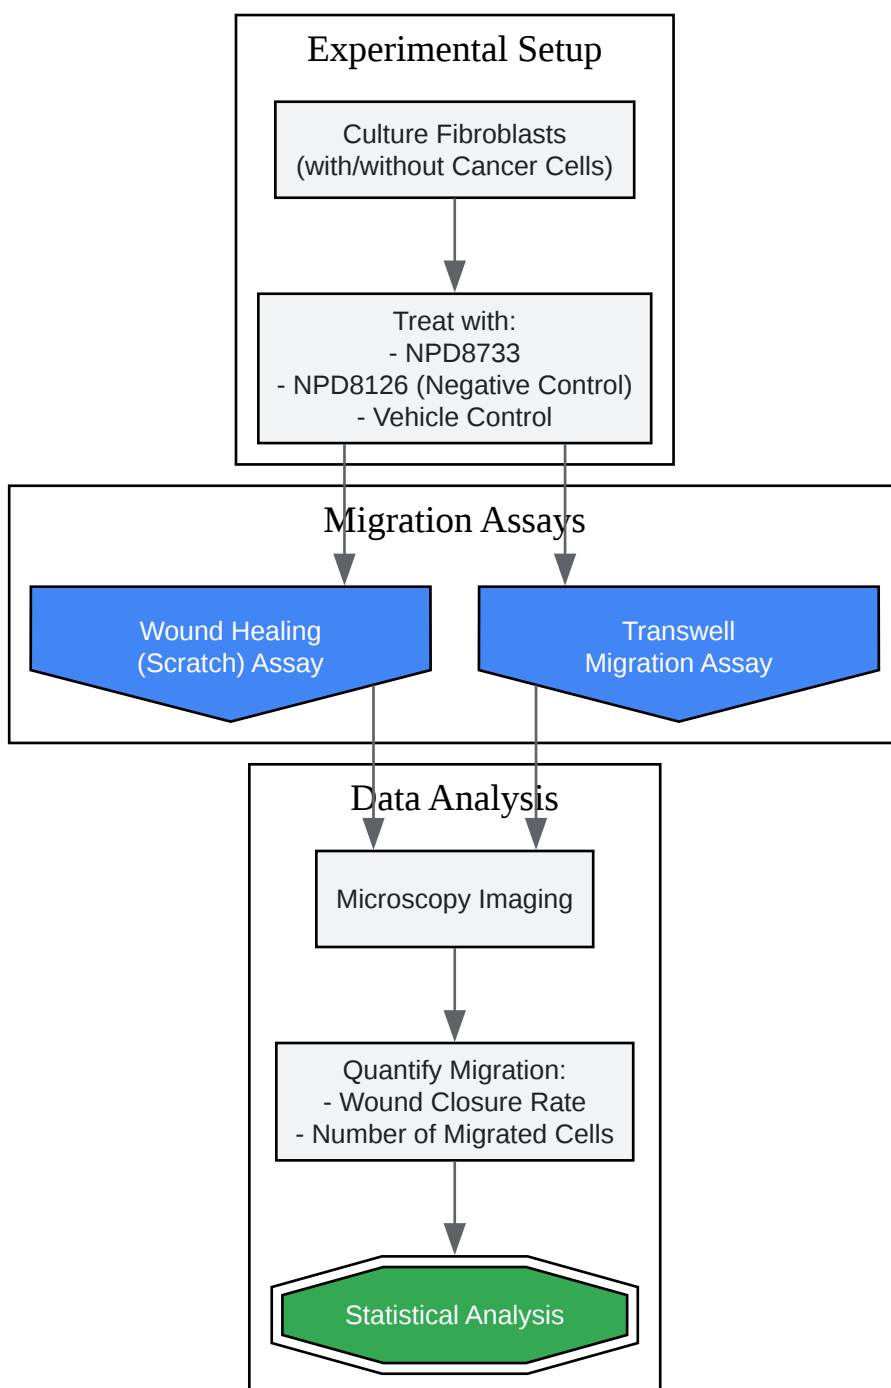 Experimental Setup
Culture Fibroblasts
(with/without Cancer Cells)
Treat with:
- NPD8733
- NPD8126 (Negative Control)
- Vehicle Control
Migration Assays
Wound Healing
(Scratch) Assay
Transwell
Migration Assay
Data Analysis
Microscopy Imaging
Quantify Migration:
- Wound Closure Rate
- Number of Migrated Cells
Statistical Analysis